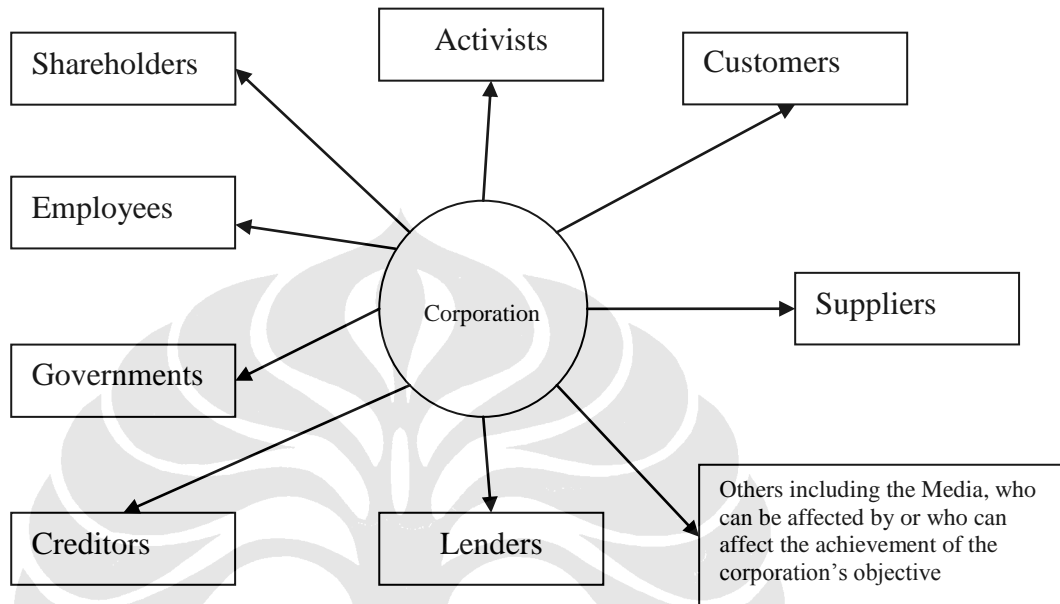 Activists
Shareholders
Customers
Employees
Corporation
Suppliers
Governments
Creditors
Lenders
Others including the Media, who
can be affected by or who can
affect the achievement of the
corporation’s objective